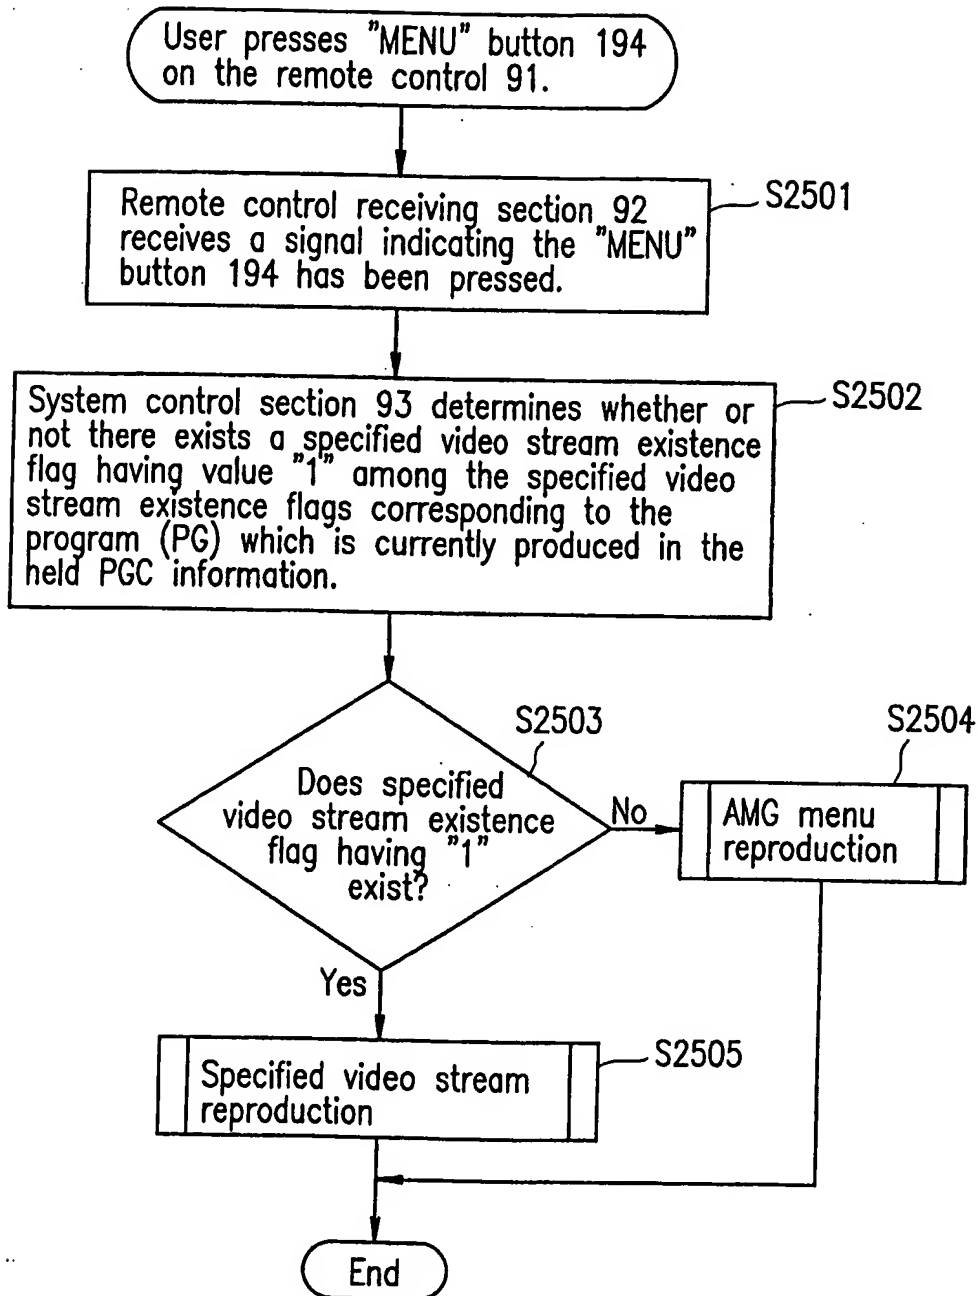 User presses "MENU" button 194
on the remote control 91.
Remote control receiving section 92
receives a signal indicating the "MENU"
button 194 has been pressed.
S2501
System control section 93 determines whether or
not there exists a specified video stream existence
flag having value "1" among the specified video
stream existence flags corresponding to the
program (PG) which is currently produced in the
held PGC information.
S2502
Does specified
video stream existence
flag having "1"
exist?
S2503
No
AMG menu
reproduction
S2504
Yes
Specified video stream
reproduction
S2505
End